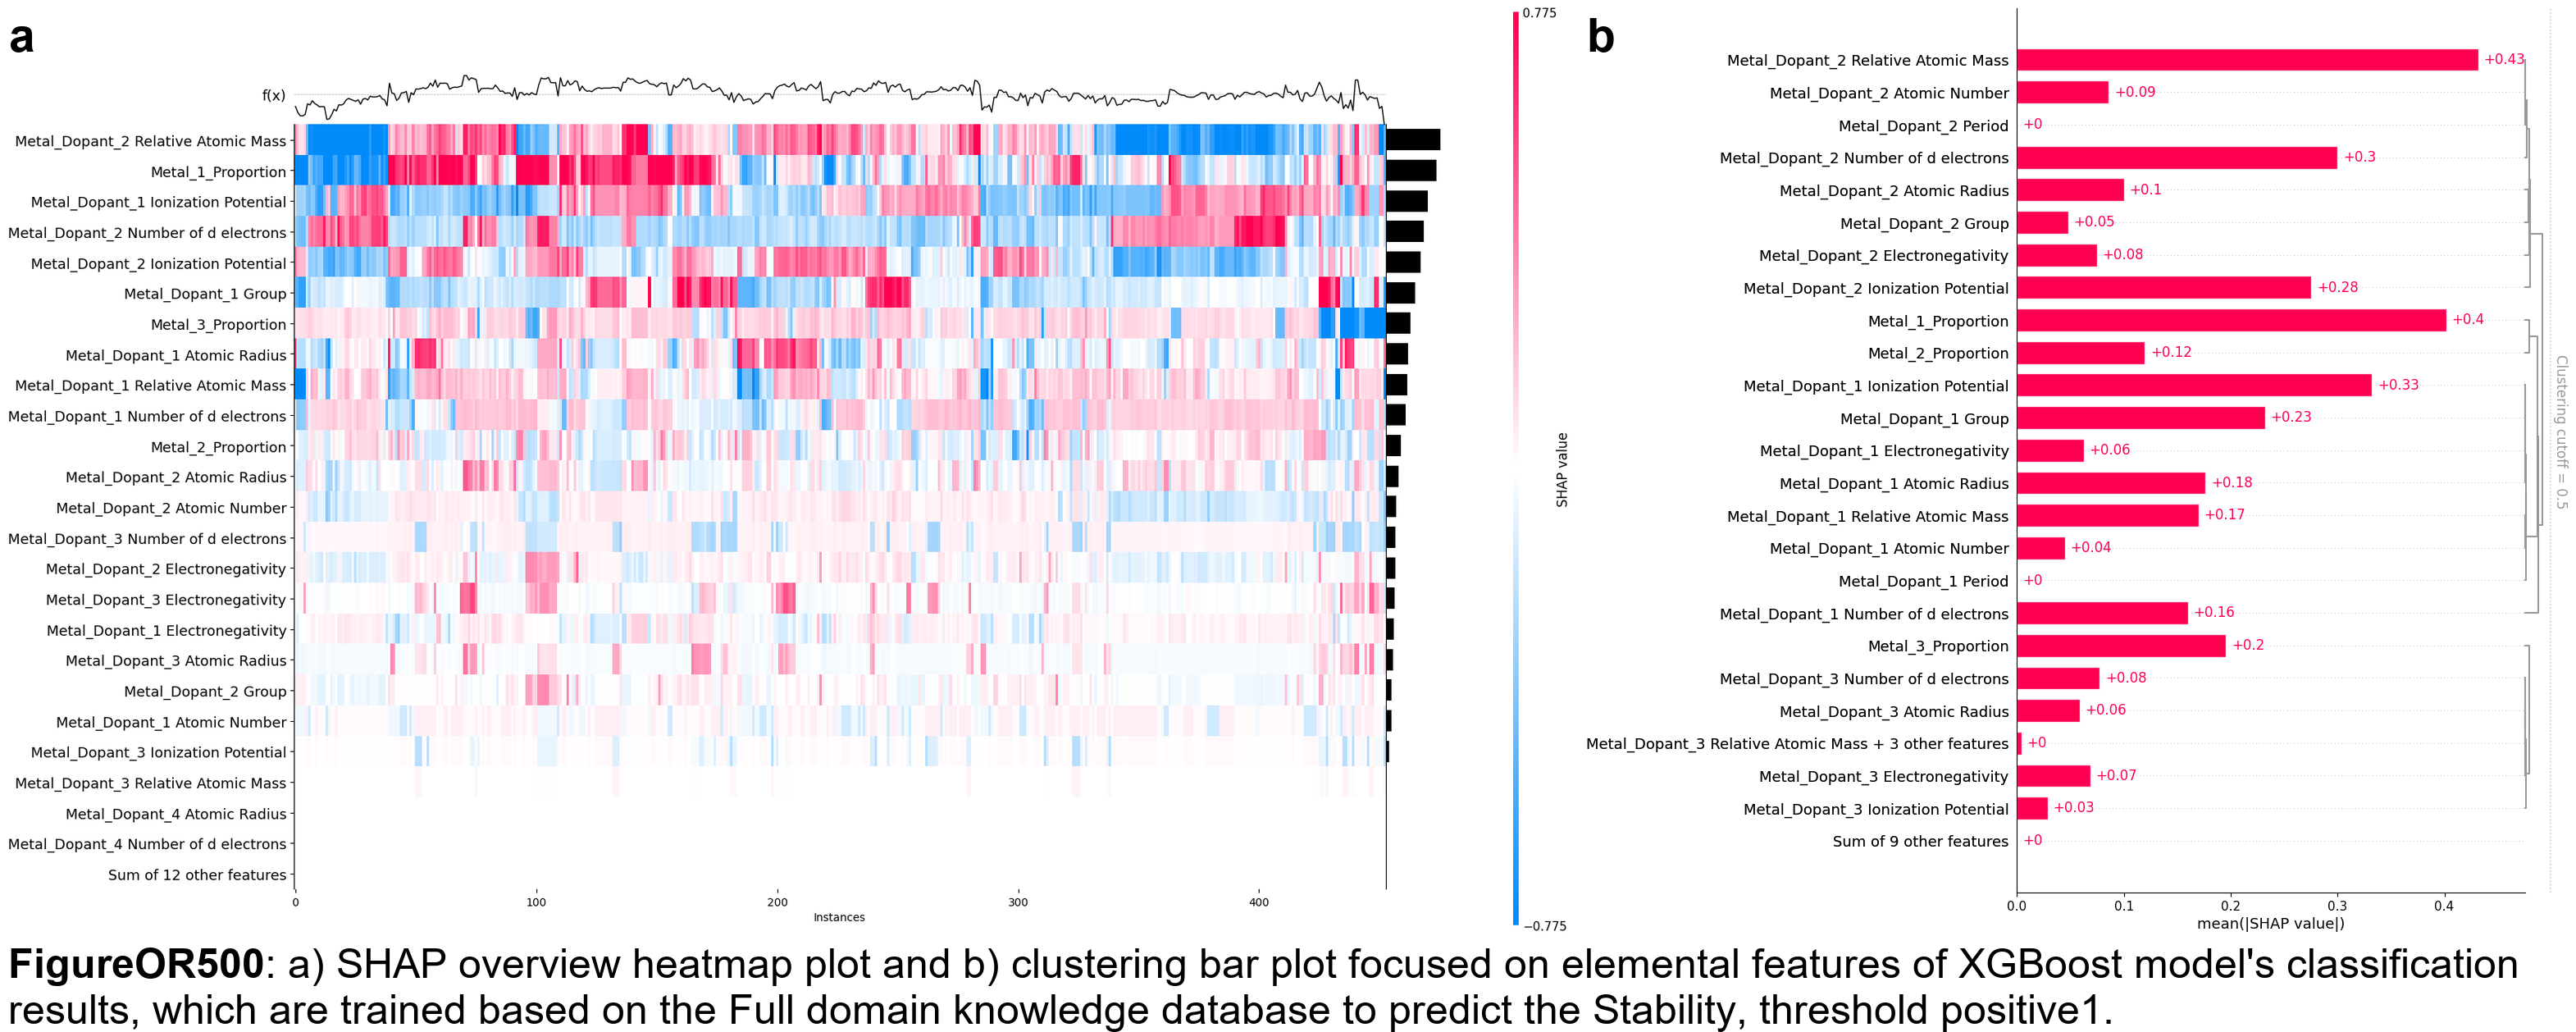 a
f(x)
Metal_Dopant_2 Relative Atomic Mass
Metal_1_Proportion
Metal_Dopant_1 Ionization Potential
Metal_Dopant_2 Number of d electrons
Metal_Dopant_2 Ionization Potential
Metal_Dopant_1 Group
Metal_3_Proportion
Metal_Dopant_1 Atomic Radius
Metal_Dopant_1 Relative Atomic Mass
Metal_Dopant_1 Number of d electrons
Metal_2_Proportion
Metal_Dopant_2 Atomic Radius
Metal_Dopant_2 Atomic Number
Metal_Dopant_3 Number of d electrons
Metal_Dopant_2 Electronegativity
Metal_Dopant_3 Electronegativity
Metal_Dopant_1 Electronegativity
Metal_Dopant_3 Atomic Radius
Metal_Dopant_2 Group
Metal_Dopant_1 Atomic Number
Metal_Dopant_3 Ionization Potential
Metal_Dopant_3 Relative Atomic Mass
Metal_Dopant_4 Atomic Radius
Metal_Dopant_4 Number of d electrons
Sum of 12 other features
0 100 200 300 400
Instances
0.775
SHAP value
−0.775
b
Metal_Dopant_2 Relative Atomic Mass +0.43
Metal_Dopant_2 Atomic Number +0.09
Metal_Dopant_2 Period +0
Metal_Dopant_2 Number of d electrons +0.3
Metal_Dopant_2 Atomic Radius +0.1
Metal_Dopant_2 Group +0.05
Metal_Dopant_2 Electronegativity +0.08
Metal_Dopant_2 Ionization Potential +0.28
Metal_1_Proportion +0.4
Metal_2_Proportion +0.12
Metal_Dopant_1 Ionization Potential +0.33
Metal_Dopant_1 Group +0.23
Metal_Dopant_1 Electronegativity +0.06
Metal_Dopant_1 Atomic Radius +0.18
Metal_Dopant_1 Relative Atomic Mass +0.17
Metal_Dopant_1 Atomic Number +0.04
Metal_Dopant_1 Period +0
Metal_Dopant_1 Number of d electrons +0.16
Metal_3_Proportion +0.2
Metal_Dopant_3 Number of d electrons +0.08
Metal_Dopant_3 Atomic Radius +0.06
Metal_Dopant_3 Relative Atomic Mass + 3 other features +0
Metal_Dopant_3 Electronegativity +0.07
Metal_Dopant_3 Ionization Potential +0.03
Sum of 9 other features +0
0.0 0.1 0.2 0.3 0.4
mean(|SHAP value|)
Clustering cutoff = 0.5
FigureOR500: a) SHAP overview heatmap plot and b) clustering bar plot focused on elemental features of XGBoost model's classification
results, which are trained based on the Full domain knowledge database to predict the Stability, threshold positive1.